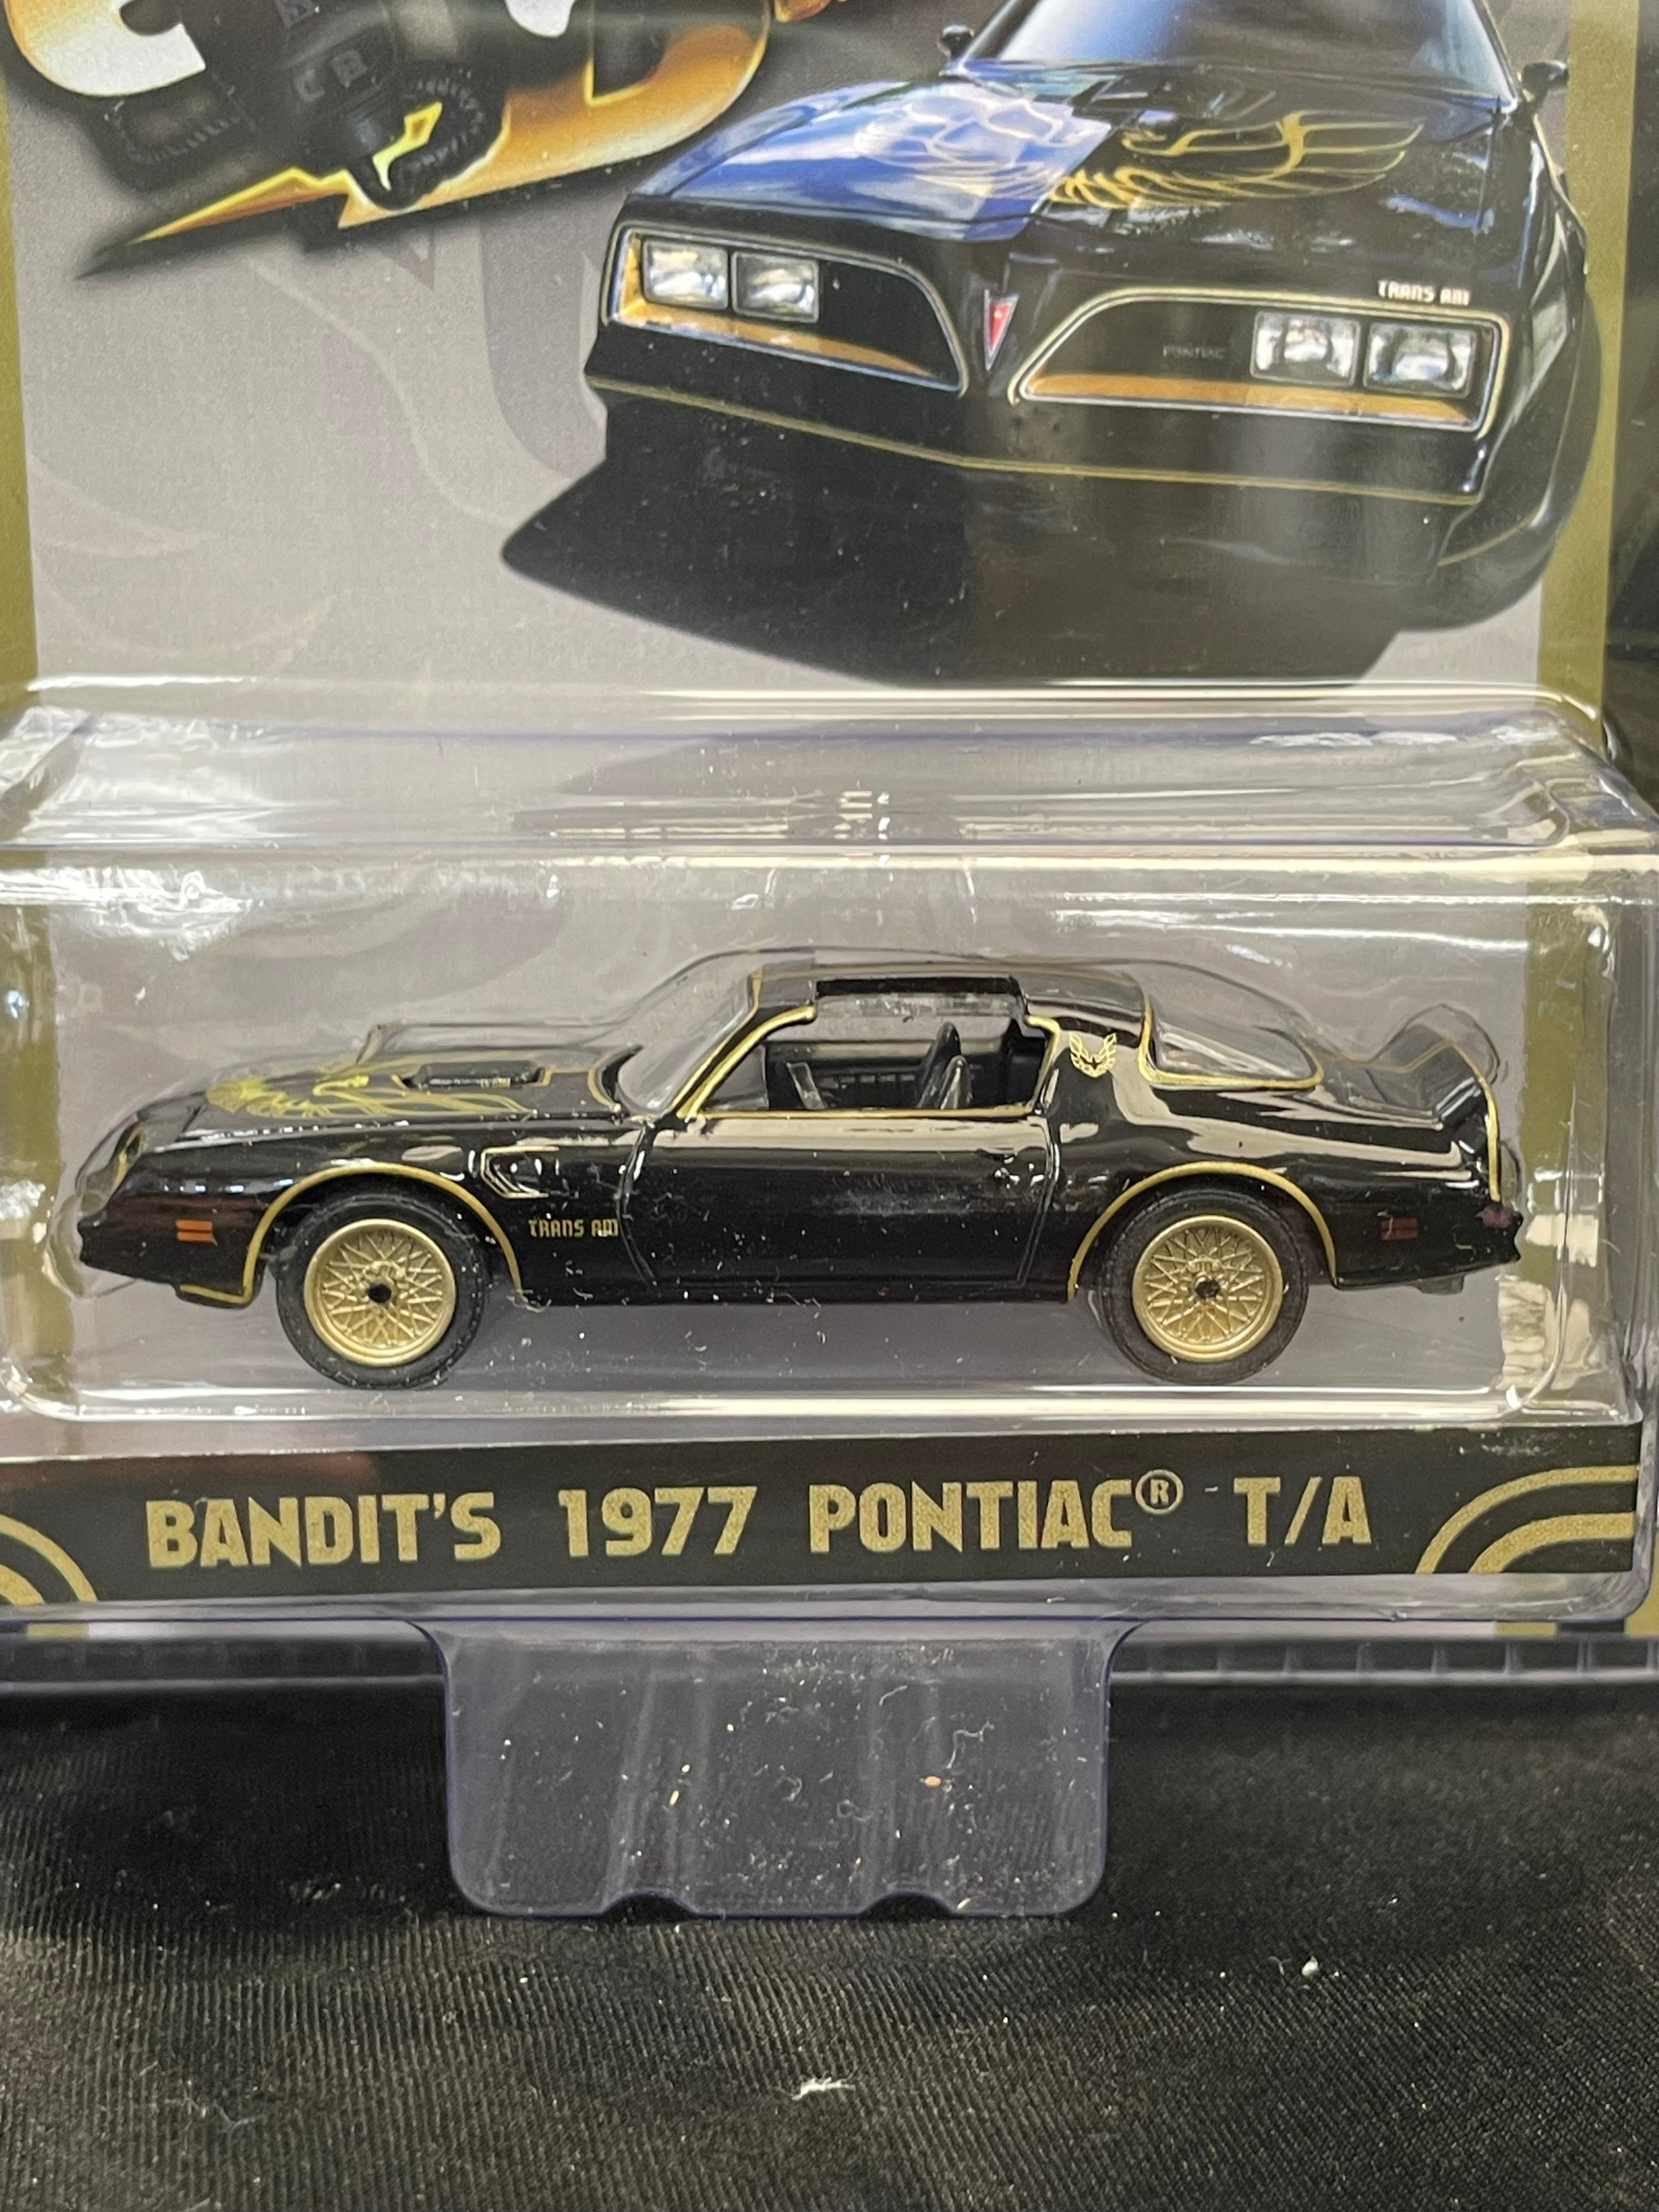 TRANS AM
PONTIAC
TRANS AM
BANDIT'S 1977 PONTIAC® T/A